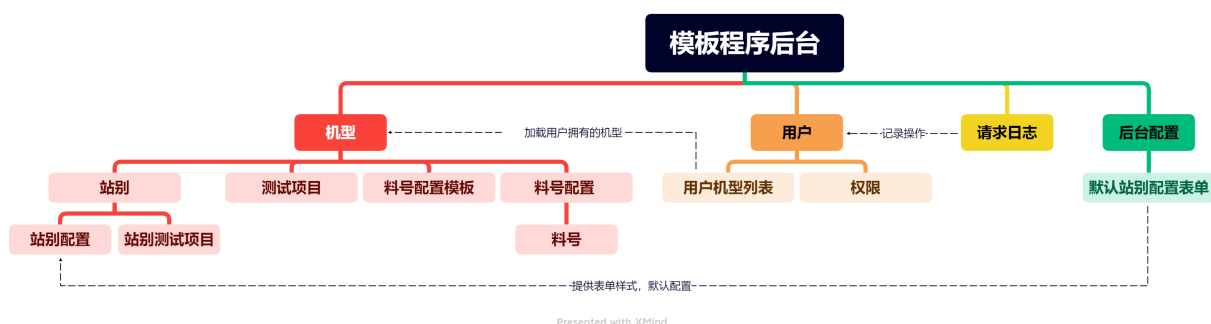 模板程序后台
机型
加载用户拥有的机型
用户
记录操作
请求日志
后台配置
站别
测试项目
料号配置模板
料号配置
用户机型列表
权限
默认站别配置表单
站别配置
站别测试项目
料号
提供表单样式，默认配置
Presented with XMind